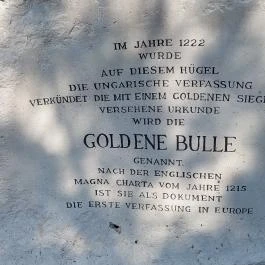 IM JAHRE 1222
WURDE
AUF DIESEM HÜGEL
DIE UNGARISCHE VERFASSUNG
VERKÜNDET DIE MIT EINEM GOLDENEN SIEGE
VERSEHENE URKUNDE
WIRD DIE
GOLDENE BULLE
GENANNT.
NACH DER ENGLISCHEN
MAGNA CHARTA VOM JAHRE 1215
IST SIE ALS DOKUMENT
DIE ERSTE VERFASSUNG IN EUROPE